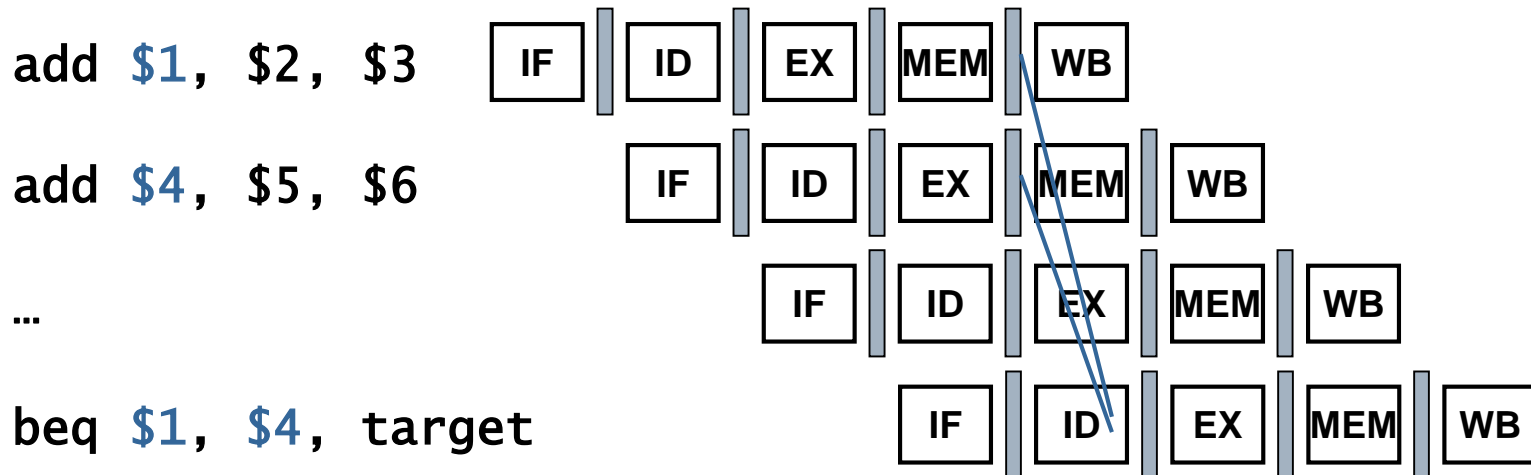 add $1, $2, $3 IF ID EX MEM WB
add $4, $5, $6 IF ID EX MEM WB
… IF ID EX MEM WB
beq $1, $4, target IF ID EX MEM WB